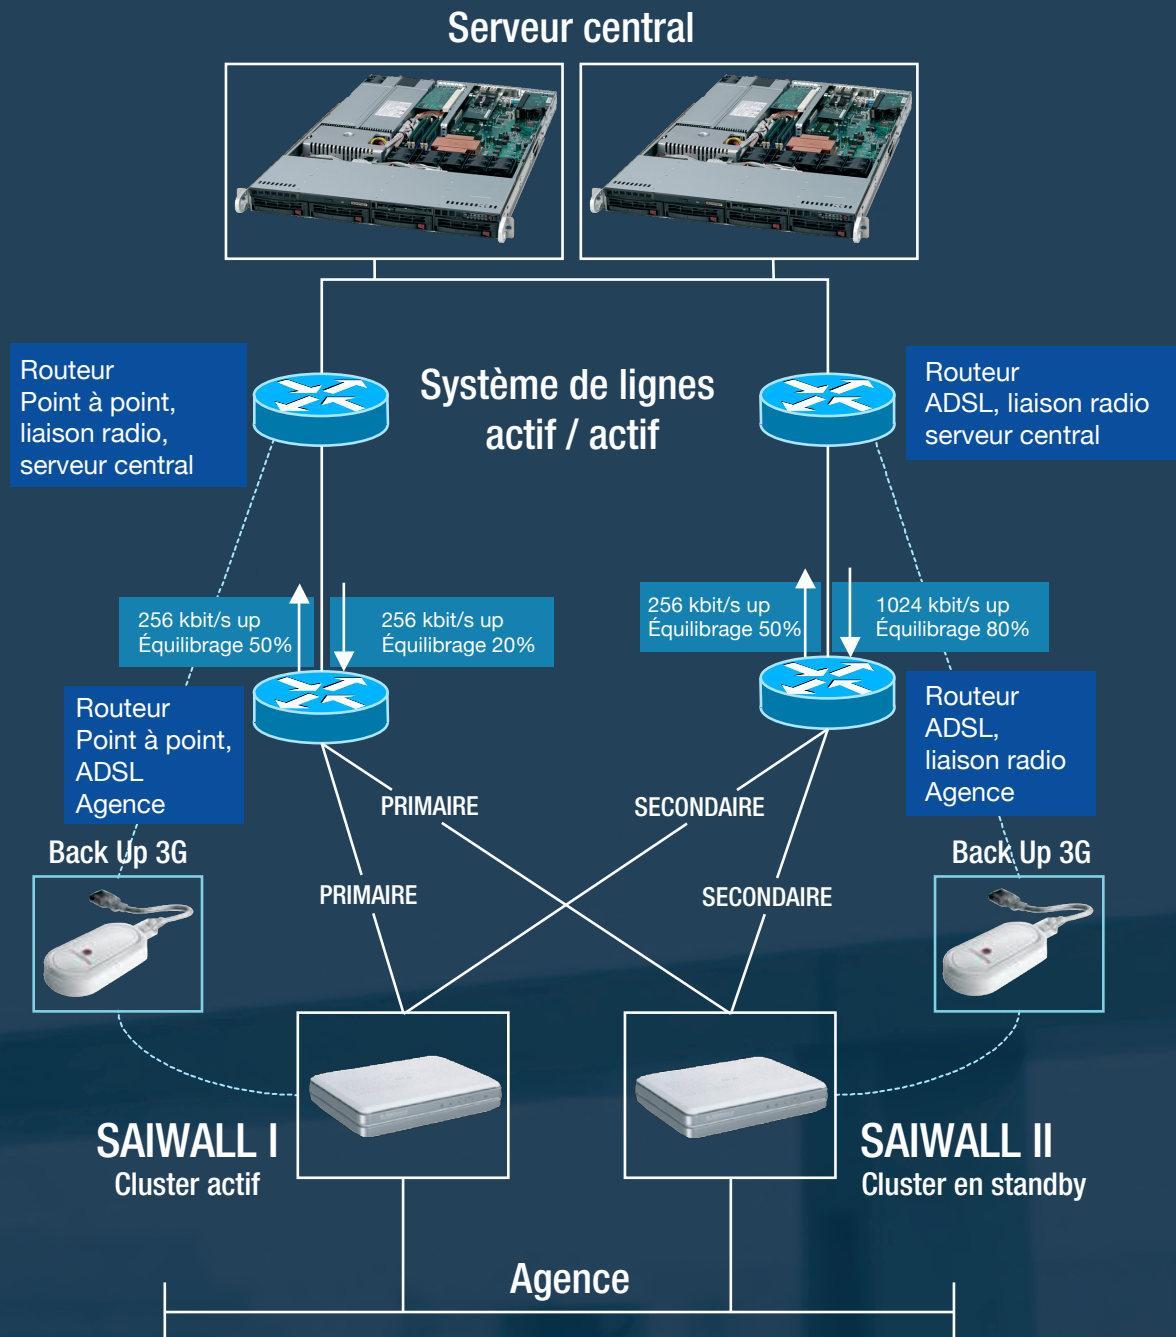 Serveur central
Routeur
Point à point,
liaison radio,
serveur central
Système de lignes
actif / actif
Routeur
ADSL, liaison radio
serveur central
256 kbit/s up
Équilibrage 50%
256 kbit/s up
Équilibrage 20%
256 kbit/s up
Équilibrage 50%
1024 kbit/s up
Équilibrage 80%
Routeur
Point à point,
ADSL
Agence
Routeur
ADSL,
liaison radio
Agence
PRIMAIRE
SECONDAIRE
Back Up 3G
Back Up 3G
PRIMAIRE
SECONDAIRE
SAIWALL I
Cluster actif
SAIWALL II
Cluster en standby
Agence